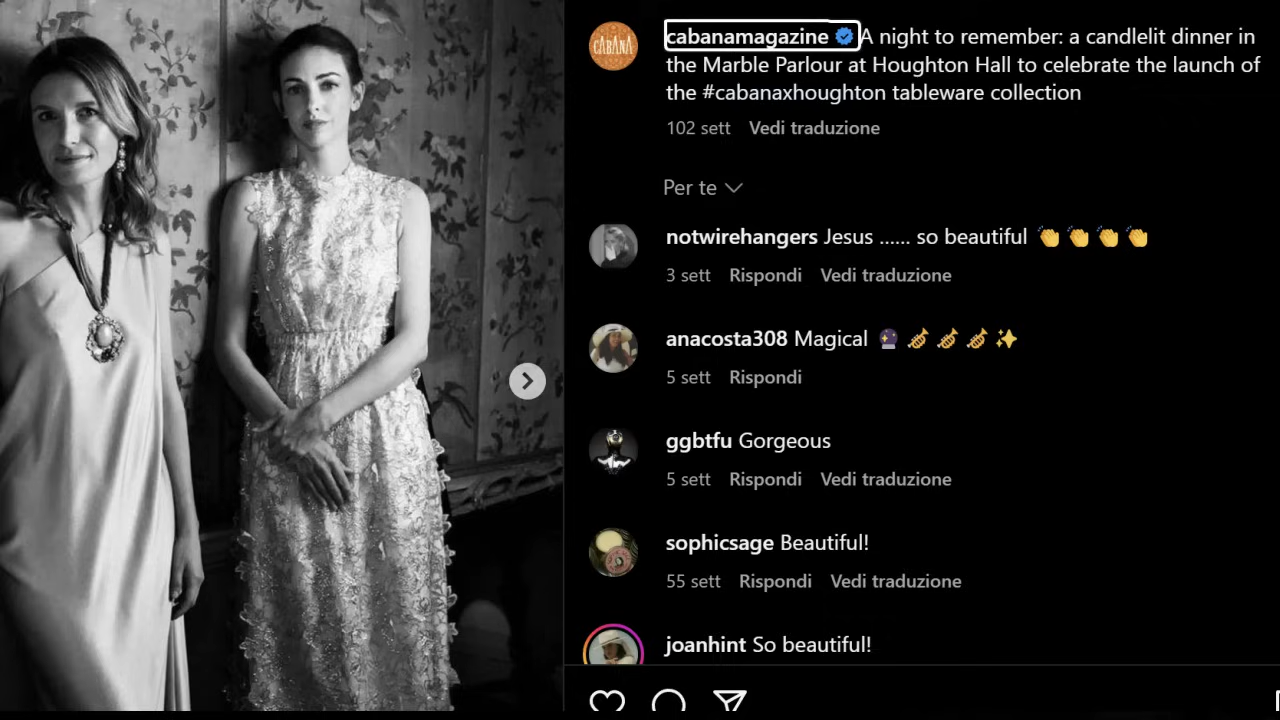 CABANA
cabanamagazine A night to remember: a candlelit dinner in
the Marble Parlour at Houghton Hall to celebrate the launch of
the #cabanaxhoughton tableware collection
102 sett Vedi traduzione
Per te
notwirehangers Jesus ...... so beautiful 👏 👏 👏 👏
3 sett Rispondi Vedi traduzione
anacosta308 Magical 🔮 🎺 🎺 🎺 ✨
5 sett Rispondi
ggbtfu Gorgeous
5 sett Rispondi Vedi traduzione
sophicsage Beautiful!
55 sett Rispondi Vedi traduzione
joanhint So beautiful!